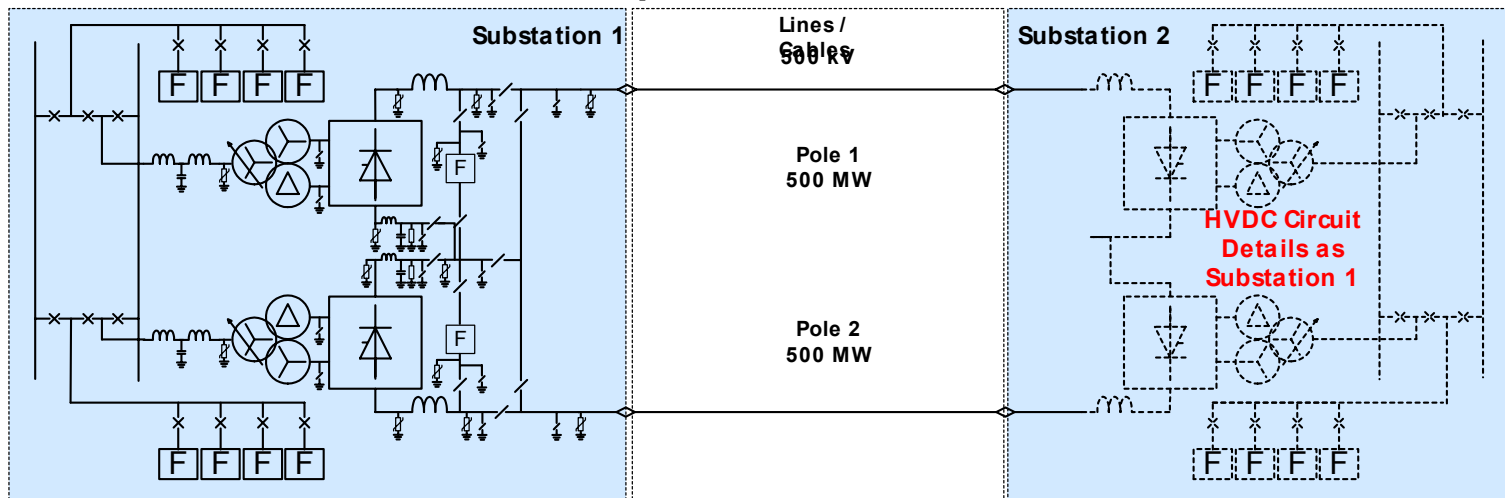 Substation 1
Lines /
Cables
500 kV
Substation 2
F F F F
F F F F
F
Pole 1
500 MW
HVDC Circuit
Details as
Substation 1
F
Pole 2
500 MW
F F F F
F F F F